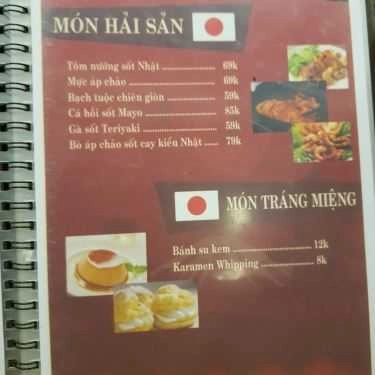 MÓN HẢI SẢN
Tôm nướng sốt Nhật ........................ 69k
Mực áp chảo ........................ 69k
Bạch tuộc chiên giòn ................. 59k
Cá hồi sốt Mayo ........................ 85k
Gà sốt Teriyaki ........................ 59k
Bò áp chảo sốt cay kiểu Nhật ...... 79k
MÓN TRÁNG MIỆNG
Bánh su kem ............................ 12k
Karamen Whipping .................. 8k